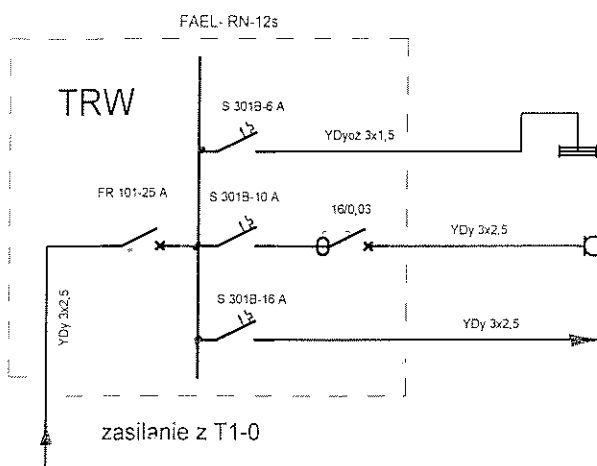 FAEL- RN-12s
TRW
S 301B-6 A
YDyoż 3x1,5
FR 101-25 A
S 301B-10 A
16/0,03
YDy 3x2,5
S 301B-16 A
YDy 3x2,5
YDy 3x2,5
zasilanie z T1-0